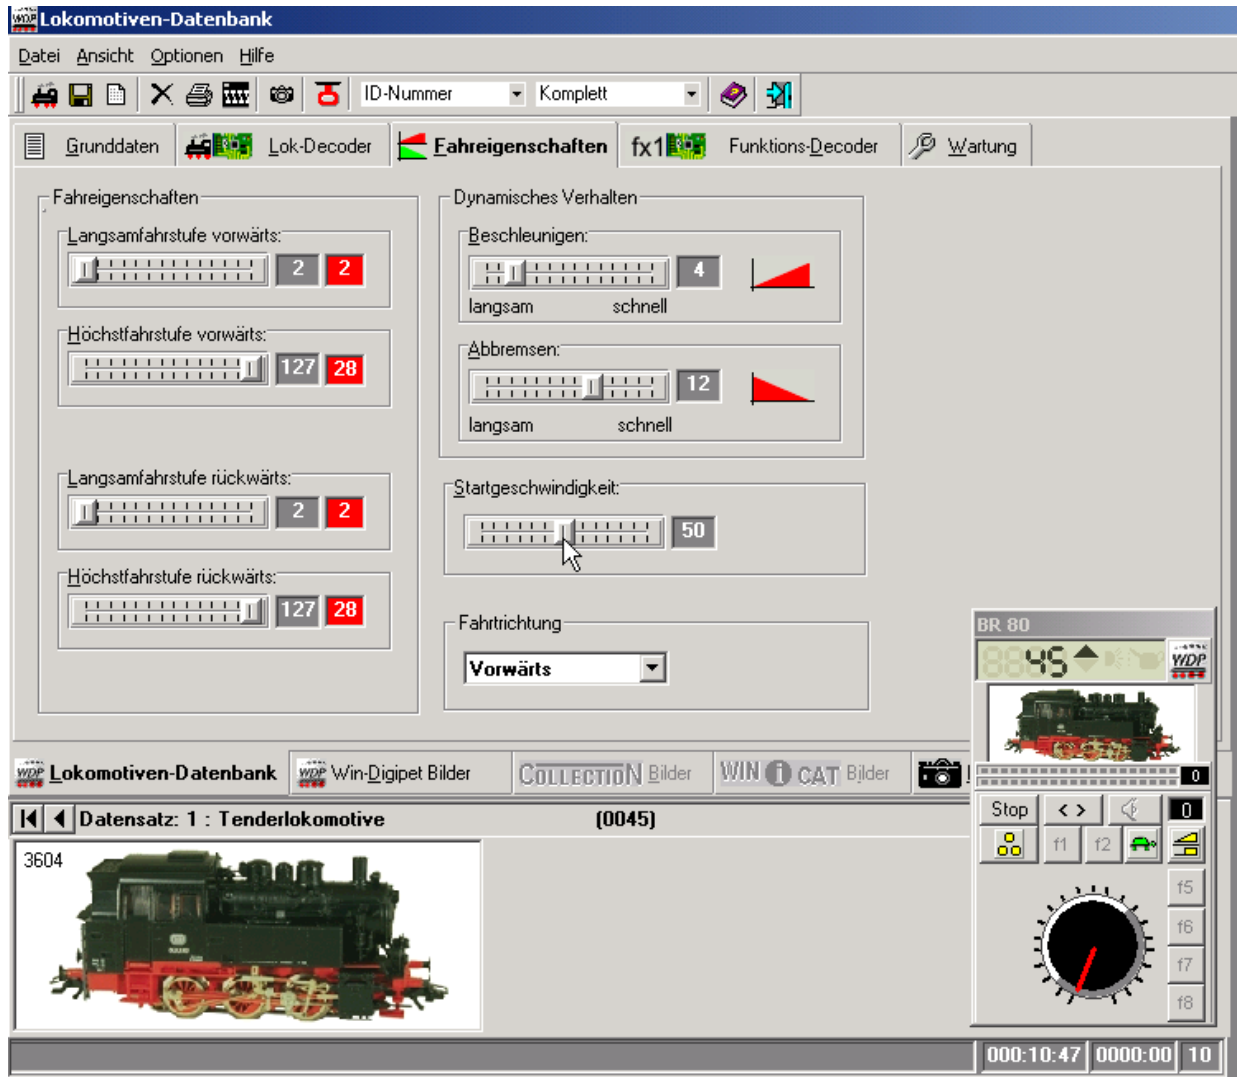 WDP Lokomotiven-Datenbank
Datei Ansicht Optionen Hilfe
ID-Nummer Komplett
Grunddaten Lok-Decoder Fahreigenschaften fx1 Funktions-Decoder Wartung
Fahreigenschaften
Langsamfahrstufe vorwärts:
2 2
Höchstfahrstufe vorwärts:
127 28
Langsamfahrstufe rückwärts:
2 2
Höchstfahrstufe rückwärts:
127 28
Dynamisches Verhalten
Beschleunigen:
4
langsam schnell
Abbremsen:
12
langsam schnell
Startgeschwindigkeit:
50
Fahrtrichtung
Vorwärts
BR 80
45 WDP
0
Stop < > 0
f1 f2
f5
f6
f7
f8
WDP Lokomotiven-Datenbank WDP Win-Digipet Bilder COLLECTION Bilder WIN i CAT Bilder
Datensatz: 1 : Tenderlokomotive (0045)
3604
000:10:47 0000:00 10